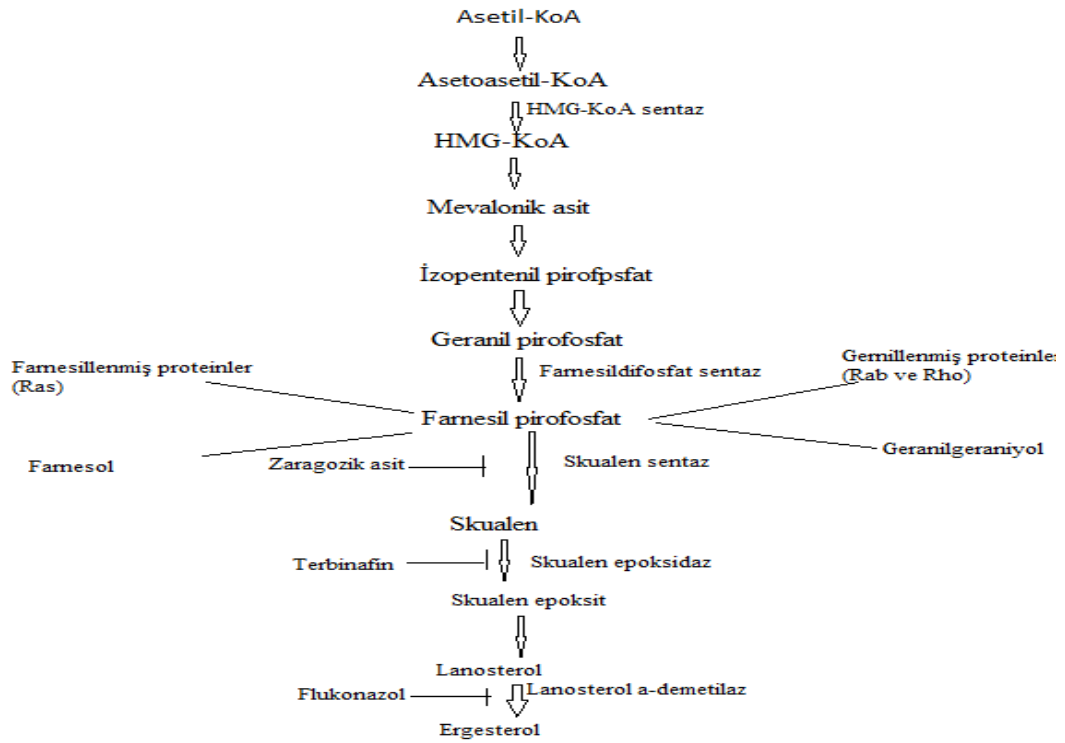 Asetil-KoA
Asetoasetil-KoA
HMG-KoA sentaz
HMG-KoA
Mevalonik asit
İzopentenil pirofpsfat
Geranil pirofosfat
Farnesillenmiş proteinler
(Ras)
Farnesildifosfat sentaz
Gernillenmiş proteinler
(Rab ve Rho)
Farnesil pirofosfat
Farnesol
Zaragozik asit
Skualen sentaz
Geranilgeraniyol
Skualen
Terbinafin
Skualen epoksidaz
Skualen epoksit
Lanosterol
Flukonazol
Lanosterol a-demetilaz
Ergesterol